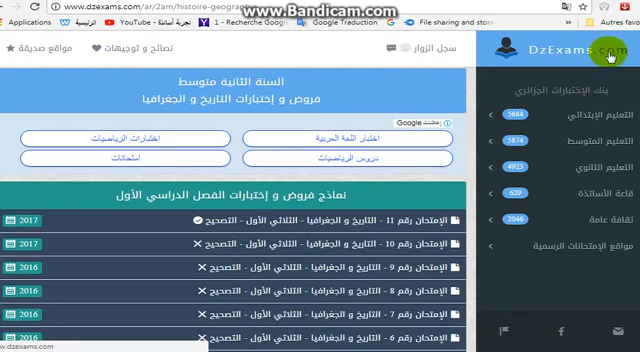 www.dzexams.com/ar/2am/histoire-geographie
www.Bandicam.com
Applications
الرئيسية
تجربة أسائذة - YouTube
1 - Recherche Google
File sharing and stor
Autres favo
DzExams.com
سجل الزوار
نصائح و توجيهات
مواقع صديقة
السنة الثانية متوسط
فروض و إختبارات التاريخ و الجغرافيا
Google
اختبار اللغة العربية
اختبارات الرياضيات
دروس الرياضيات
امتحانات
نماذج فروض و إختبارات الفصل الدراسي الأول
الإمتحان رقم 11 - التاريخ و الجغرافيا - الثلاثي الأول - التصحيح
2017
الإمتحان رقم 10 - التاريخ و الجغرافيا - الثلاثي الأول - التصحيح
2017
الإمتحان رقم 9 - التاريخ و الجغرافيا - الثلاثي الأول - التصحيح
2016
الإمتحان رقم 8 - التاريخ و الجغرافيا - الثلاثي الأول - التصحيح
2016
الإمتحان رقم 7 - التاريخ و الجغرافيا - الثلاثي الأول - التصحيح
2016
الإمتحان رقم 6 - التاريخ و الجغرافيا - الثلاثي الأول - التصحيح
2016
بنك الإختبارات الجزائري
التعليم الإبتدائي 5684
التعليم المتوسط 5874
التعليم الثانوي 4923
قاعة الأساتذة 629
ثقافة عامة 2046
مواقع الإمتحانات الرسمية
www.dzexams.com